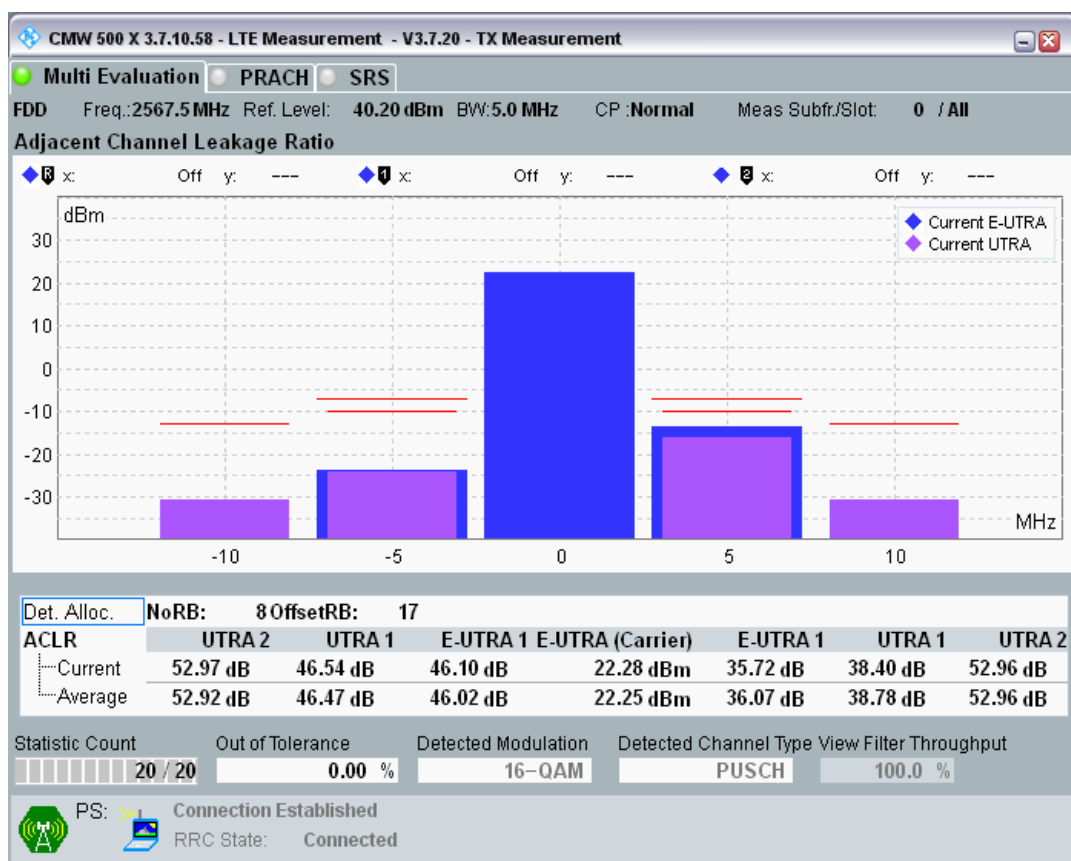 CMW 500 X 3.7.10.58 - LTE Measurement - V3.7.20 - TX Measurement
Multi Evaluation PRACH SRS
FDD Freq.:2567.5 MHz Ref. Level: 40.20 dBm BW:5.0 MHz CP :Normal Meas Subfr./Slot: 0 / All
Adjacent Channel Leakage Ratio
R x: Off y: --- 1 x: Off y: --- 2 x: Off y: ---
dBm
Current E-UTRA
Current UTRA
30
20
10
0
-10
-20
-30
MHz
-10 -5 0 5 10
Det. Alloc. NoRB: 8 OffsetRB: 17
ACLR UTRA 2 UTRA 1 E-UTRA 1 E-UTRA (Carrier) E-UTRA 1 UTRA 1 UTRA 2
Current 52.97 dB 46.54 dB 46.10 dB 22.28 dBm 35.72 dB 38.40 dB 52.96 dB
Average 52.92 dB 46.47 dB 46.02 dB 22.25 dBm 36.07 dB 38.78 dB 52.96 dB
Statistic Count Out of Tolerance Detected Modulation Detected Channel Type View Filter Throughput
20 / 20 0.00 % 16-QAM PUSCH 100.0 %
PS: Connection Established
RRC State: Connected